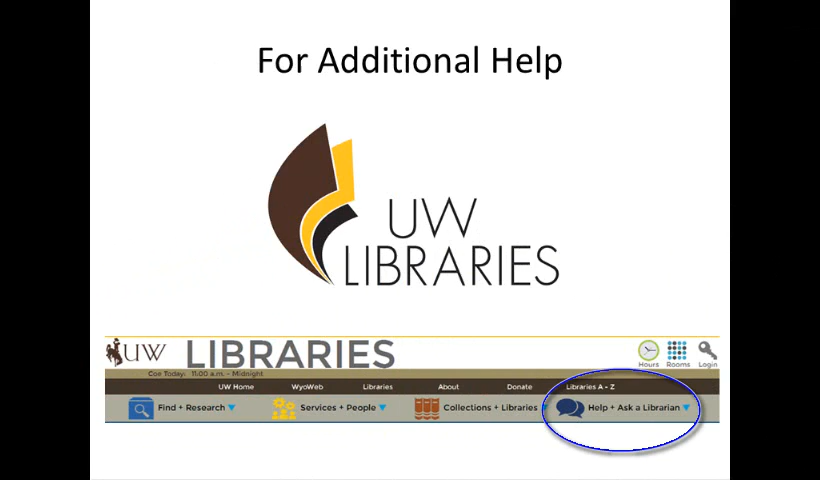 For Additional Help
UW
LIBRARIES
UW LIBRARIES
Hours Rooms Login
Coe Today: 11:00 a.m. - Midnight
UW Home WyoWeb Libraries About Donate Libraries A - Z
Find + Research Services + People Collections + Libraries Help + Ask a Librarian